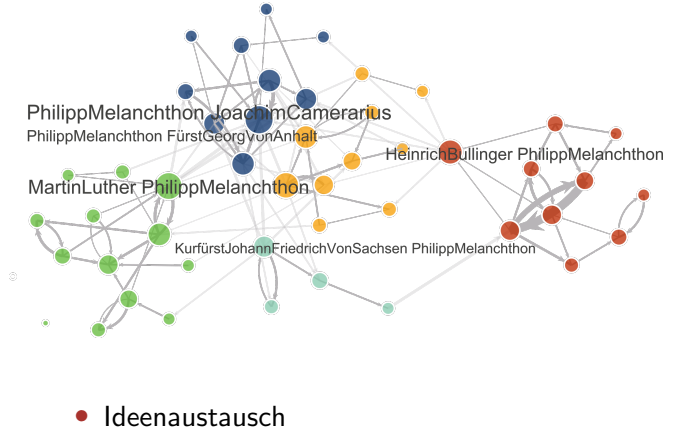 PhilippMelanchthon JoachimCamerarius
PhilippMelanchthon FürstGeorgVonAnhalt
HeinrichBullinger PhilippMelanchthon
MartinLuther PhilippMelanchthon
KurfürstJohannFriedrichVonSachsen PhilippMelanchthon
• Ideenaustausch